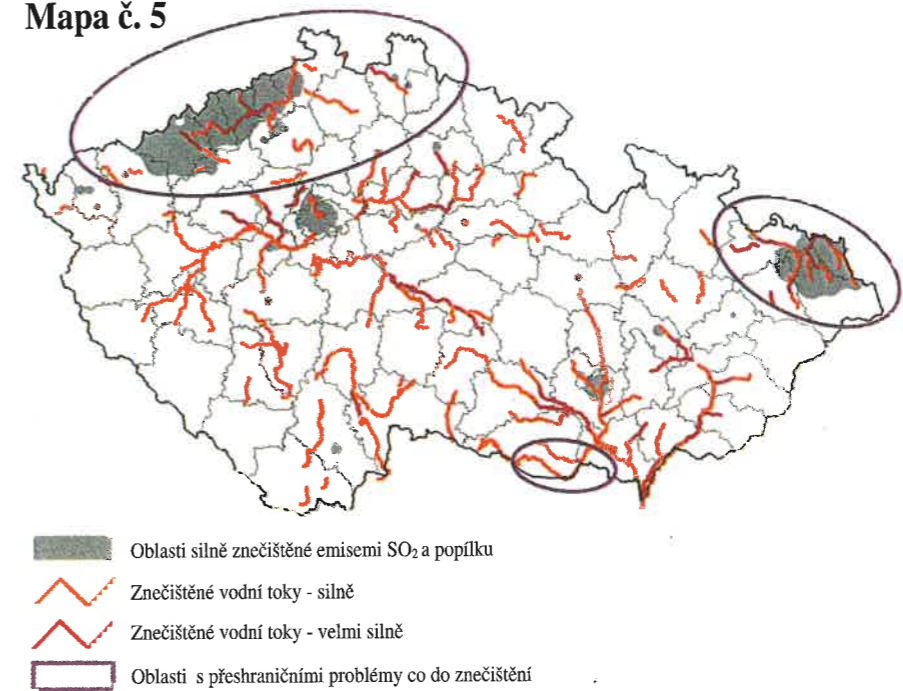 Mapa č. 5
Oblasti silně znečištěné emisemi SO₂ a popílku
Znečištěné vodní toky - silně
Znečištěné vodní toky - velmi silně
Oblasti s přeshraničními problémy co do znečištění